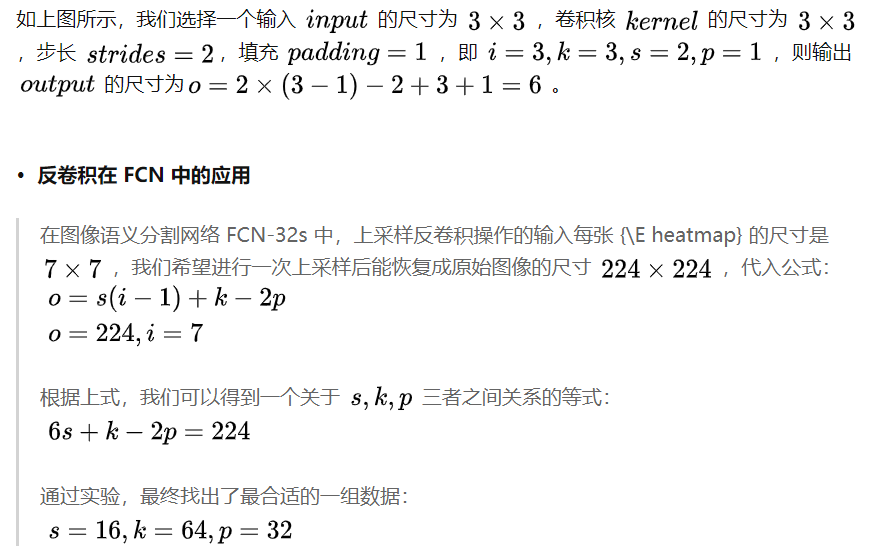 如上图所示，我们选择一个输入 input 的尺寸为 3 × 3 ，卷积核 kernel 的尺寸为 3 × 3
，步长 strides = 2，填充 padding = 1 ，即 i = 3, k = 3, s = 2, p = 1 ，则输出
output 的尺寸为 o = 2 × (3 − 1) − 2 + 3 + 1 = 6 。
• 反卷积在 FCN 中的应用
在图像语义分割网络 FCN-32s 中，上采样反卷积操作的输入每张 {\E heatmap} 的尺寸是
7 × 7 ，我们希望进行一次上采样后能恢复成原始图像的尺寸 224 × 224 ，代入公式：
o = s(i − 1) + k − 2p
o = 224, i = 7
根据上式，我们可以得到一个关于 s, k, p 三者之间关系的等式：
6s + k − 2p = 224
通过实验，最终找出了最合适的一组数据：
s = 16, k = 64, p = 32